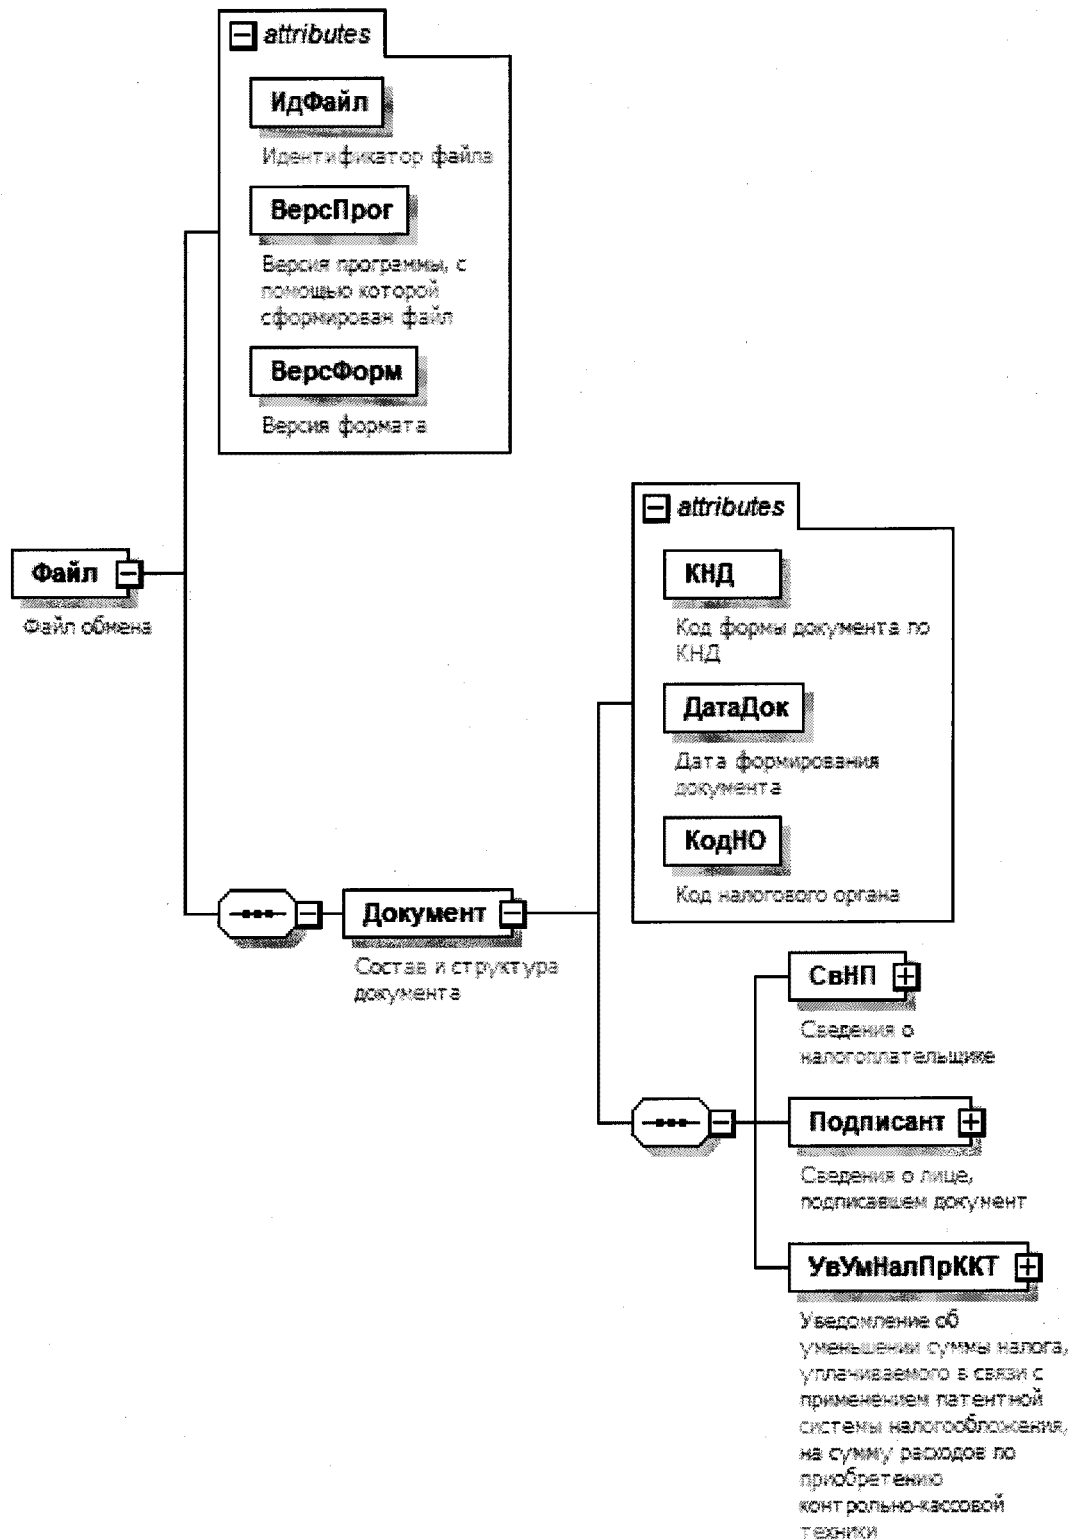 attributes
ИдФайл
Идентификатор файла
ВерсПрог
Версия программы, с
помощью которой
сформирован файл
ВерсФорм
Версия формата
Файл
Файл обмена
attributes
КНД
Код формы документа по
КНД
ДатаДок
Дата формирования
документа
КодНО
Код налогового органа
Документ
Состав и структура
документа
СвНП
Сведения о
налогоплательщике
Подписант
Сведения о лице,
подписавшем документ
УвУмНалПрККТ
Уведомление об
уменьшении суммы налога,
уплачиваемого в связи с
применением патентной
системы налогообложения,
на сумму расходов по
приобретению
контрольно-кассовой
техники